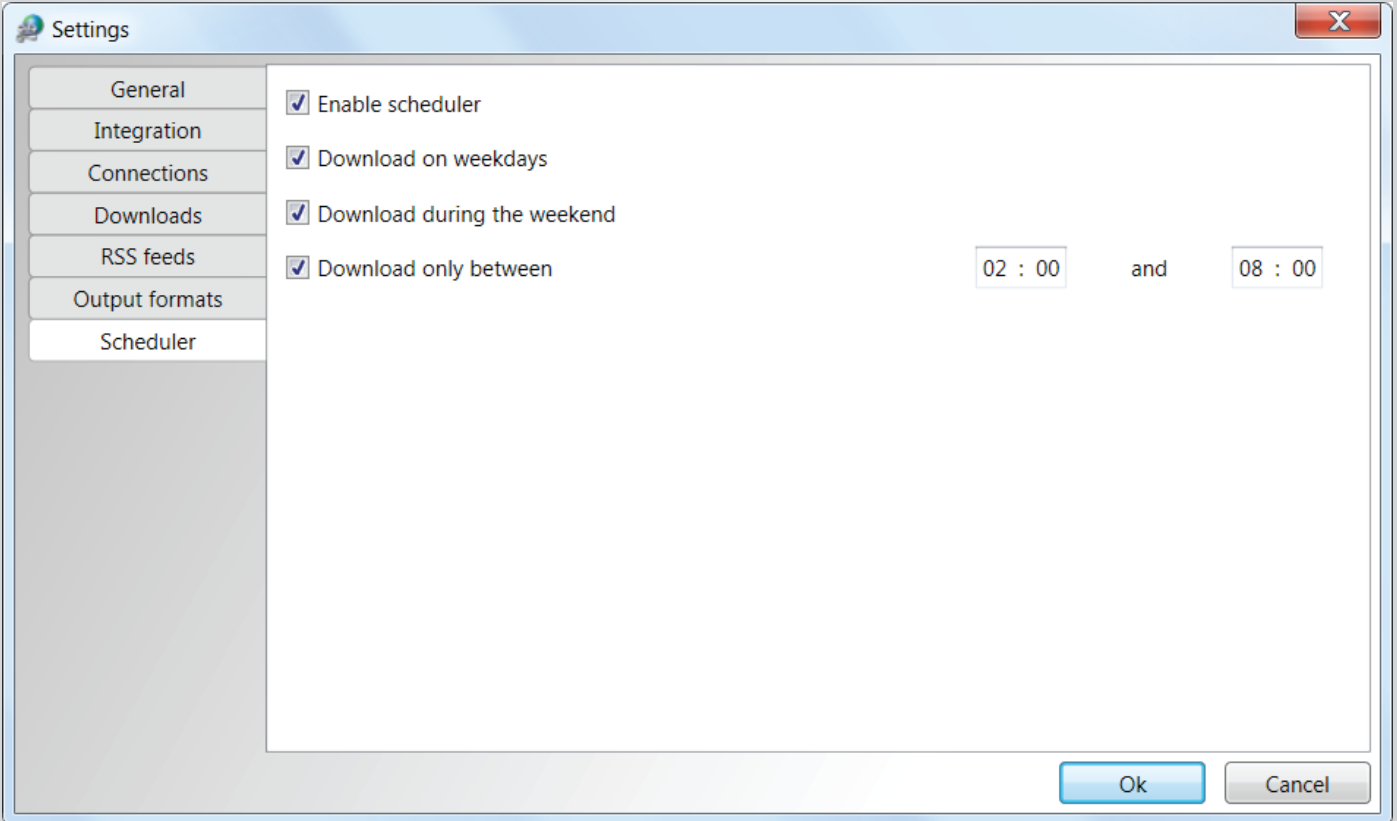 Settings
General
Integration
Connections
Downloads
RSS feeds
Output formats
Scheduler
Enable scheduler
Download on weekdays
Download during the weekend
Download only between 02 : 00 and 08 : 00
Ok Cancel